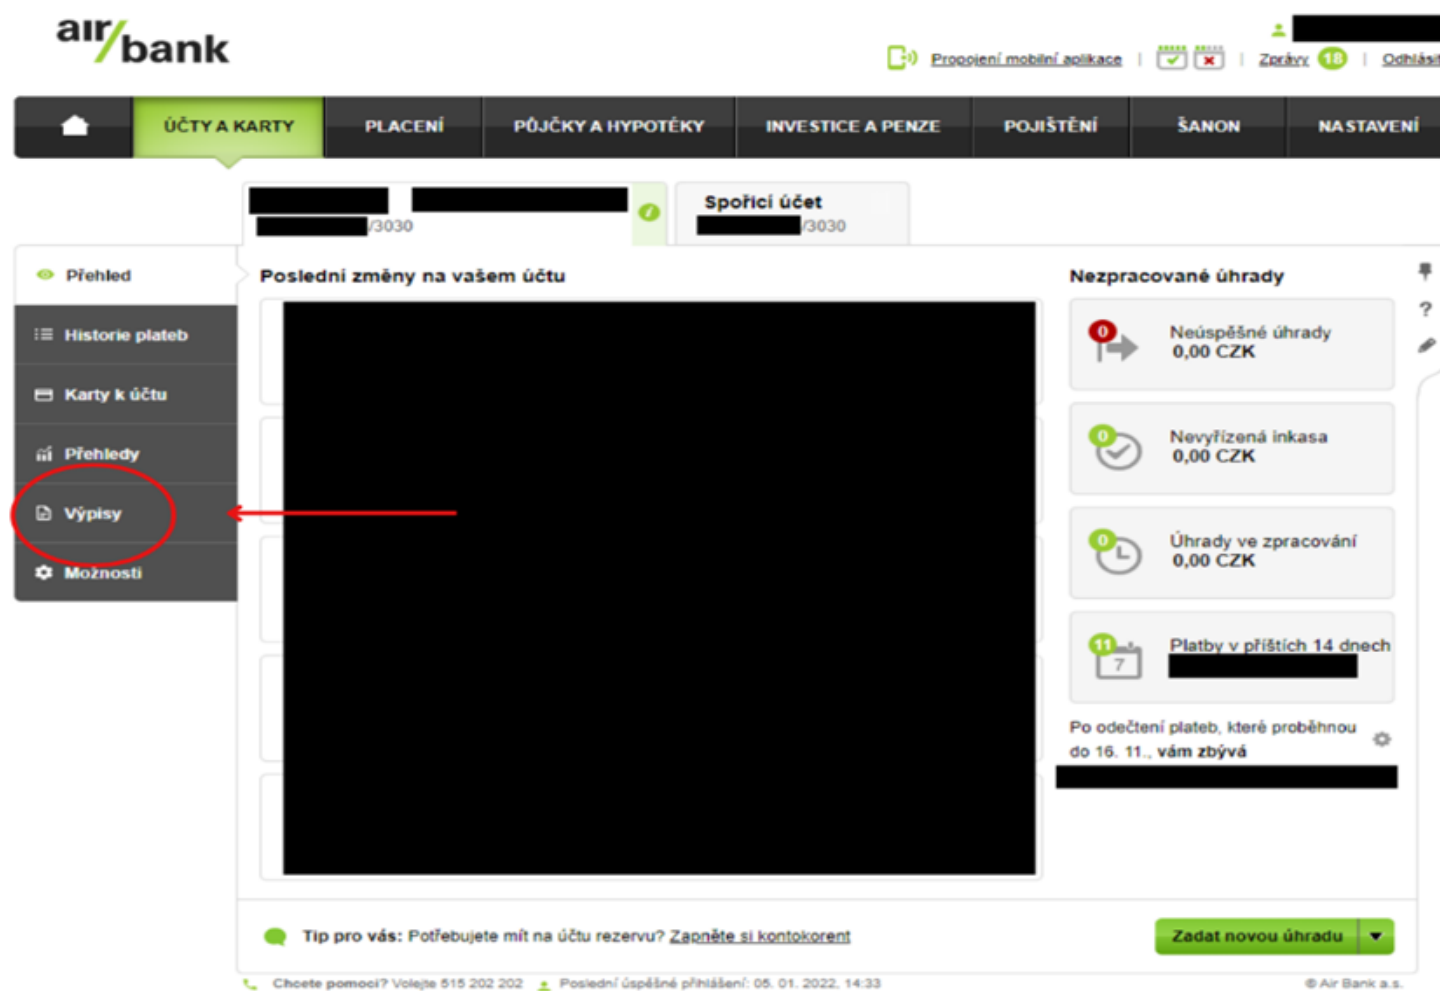 air bank
Propojení mobilní aplikace | | Zprávy 18 | Odhlásit
ÚČTY A KARTY PLACENÍ PŮJČKY A HYPOTÉKY INVESTICE A PENZE POJIŠTĚNÍ ŠANON NASTAVENÍ
Spořicí účet
/3030 /3030
Přehled
Historie plateb
Karty k účtu
Přehledy
Výpisy
Možnosti
Poslední změny na vašem účtu
Nezpracované úhrady
0 Neúspěšné úhrady
0,00 CZK
0 Nevyřízená inkasa
0,00 CZK
0 Úhrady ve zpracování
0,00 CZK
11 Platby v příštích 14 dnech
7
Po odečtení plateb, které proběhnou
do 16. 11., vám zbývá
Tip pro vás: Potřebujete mít na účtu rezervu? Zapněte si kontokorent
Zadat novou úhradu
Chcete pomoci? Volejte 515 202 202 Poslední úspěšné přihlášení: 05. 01. 2022, 14:33
© Air Bank a.s.